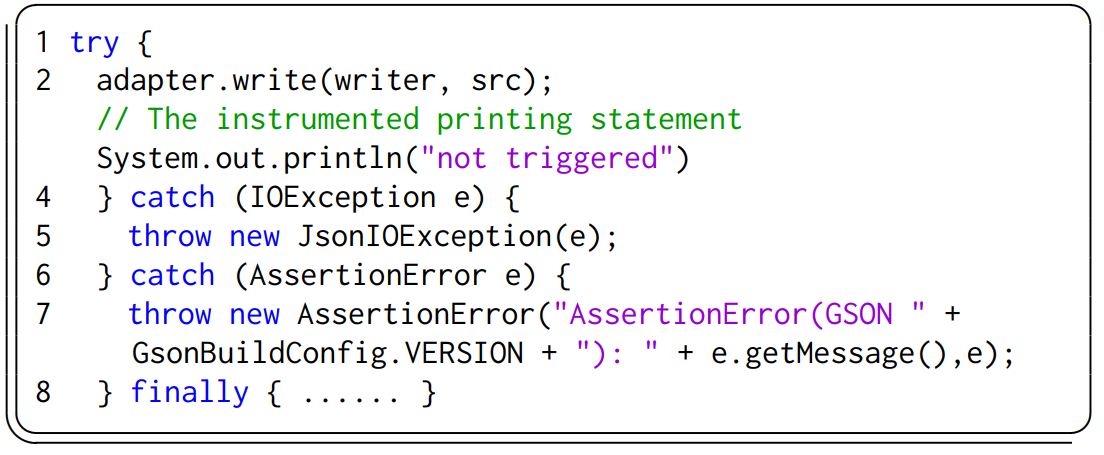 1 try {
2 adapter.write(writer, src);
// The instrumented printing statement
System.out.println("not triggered")
4 } catch (IOException e) {
5 throw new JsonIOException(e);
6 } catch (AssertionError e) {
7 throw new AssertionError("AssertionError(GSON " +
GsonBuildConfig.VERSION + "): " + e.getMessage(),e);
8 } finally { ...... }